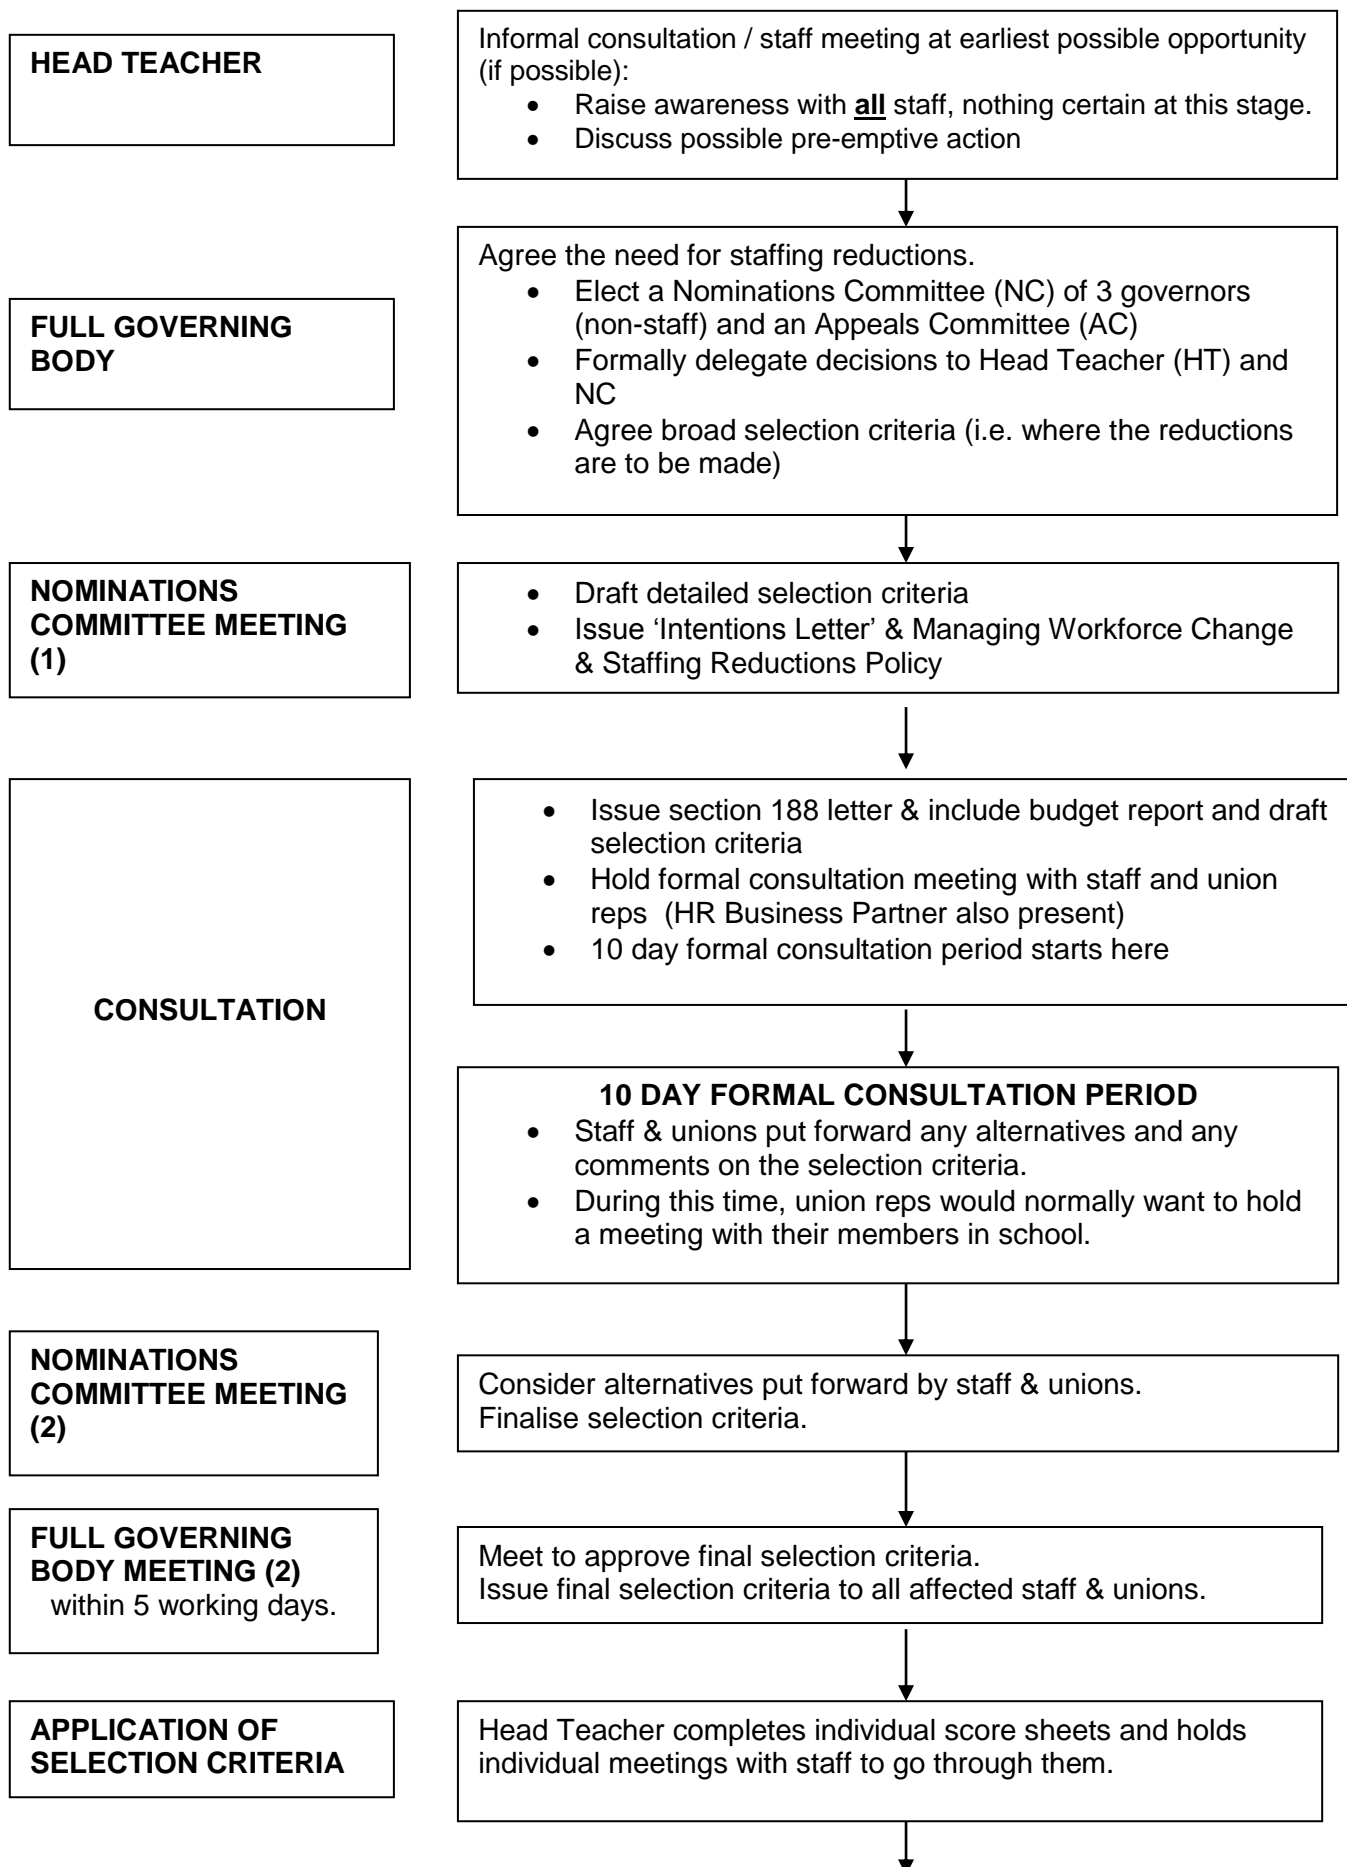 HEAD TEACHER
Informal consultation / staff meeting at earliest possible opportunity
(if possible):
• Raise awareness with all staff, nothing certain at this stage.
• Discuss possible pre-emptive action
FULL GOVERNING
BODY
Agree the need for staffing reductions.
• Elect a Nominations Committee (NC) of 3 governors
(non-staff) and an Appeals Committee (AC)
• Formally delegate decisions to Head Teacher (HT) and
NC
• Agree broad selection criteria (i.e. where the reductions
are to be made)
NOMINATIONS
COMMITTEE MEETING
(1)
• Draft detailed selection criteria
• Issue ‘Intentions Letter’ & Managing Workforce Change
& Staffing Reductions Policy
CONSULTATION
• Issue section 188 letter & include budget report and draft
selection criteria
• Hold formal consultation meeting with staff and union
reps (HR Business Partner also present)
• 10 day formal consultation period starts here
10 DAY FORMAL CONSULTATION PERIOD
• Staff & unions put forward any alternatives and any
comments on the selection criteria.
• During this time, union reps would normally want to hold
a meeting with their members in school.
NOMINATIONS
COMMITTEE MEETING
(2)
Consider alternatives put forward by staff & unions.
Finalise selection criteria.
FULL GOVERNING
BODY MEETING (2)
within 5 working days.
Meet to approve final selection criteria.
Issue final selection criteria to all affected staff & unions.
APPLICATION OF
SELECTION CRITERIA
Head Teacher completes individual score sheets and holds
individual meetings with staff to go through them.